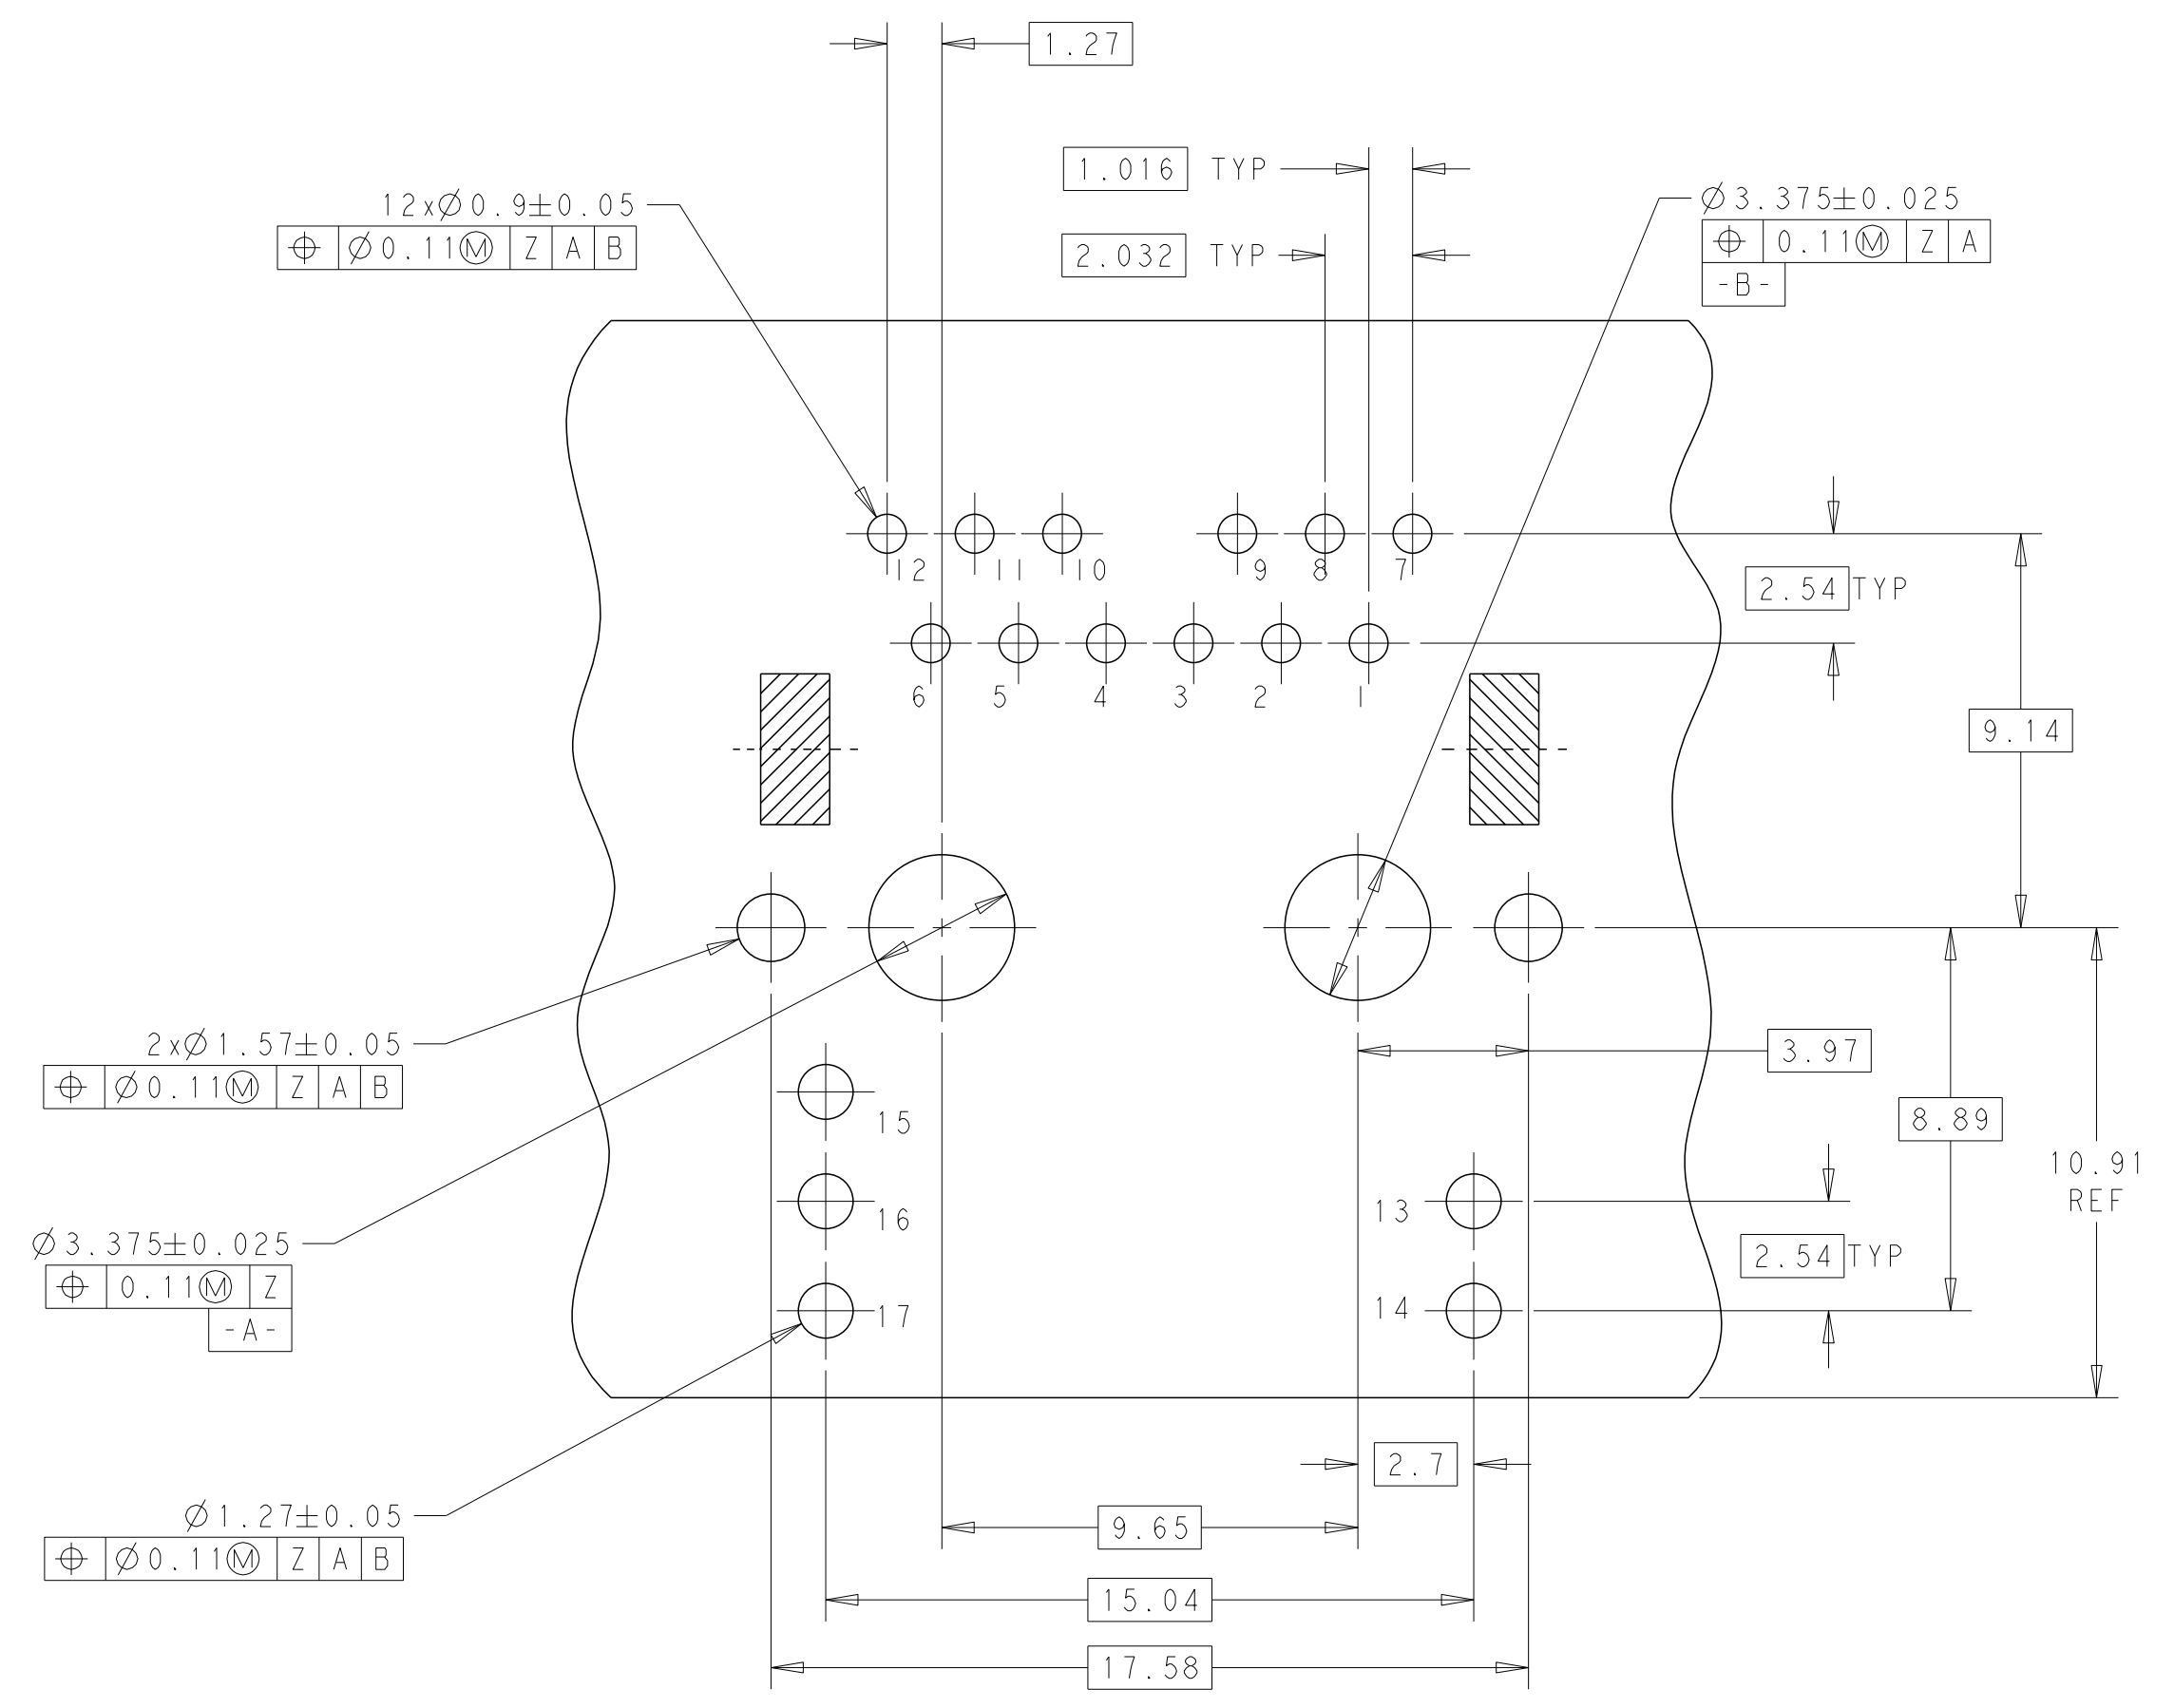 1.27
1.016 TYP
12xØ0.9±0.05
⌖ Ø0.11Ⓜ Z A B
Ø3.375±0.025
⌖ 0.11Ⓜ Z A
-B-
2.032 TYP
12 11 10 9 8 7
2.54 TYP
6 5 4 3 2 1
9.14
2xØ1.57±0.05
⌖ Ø0.11Ⓜ Z A B
3.97
15
8.89
10.91
REF
16
13
Ø3.375±0.025
⌖ 0.11Ⓜ Z
-A-
2.54 TYP
17
14
2.7
Ø1.27±0.05
⌖ Ø0.11Ⓜ Z A B
9.65
15.04
17.58